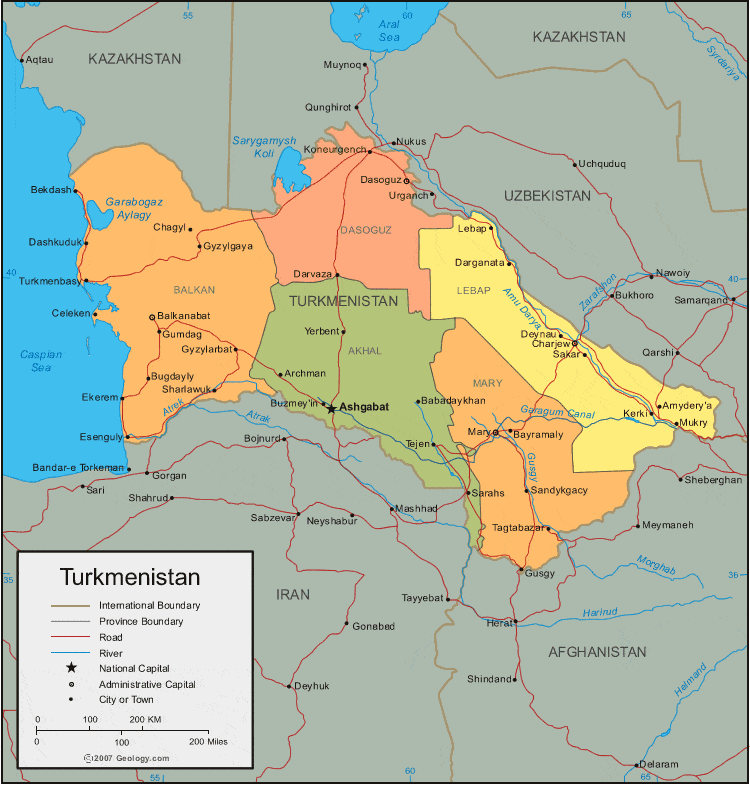 55
60
65
Aral
Sea
KAZAKHSTAN
KAZAKHSTAN
Aqtau
Muynoq
Syrdariya
Qunghirot
Sarygamysh
Koli
Nukus
Koneurgench
Uchquduq
Dasoguz
Bekdash
Urganch
UZBEKISTAN
Garabogaz
Aylagy
Chagyl
DASOGUZ
Lebap
Dashkuduk
Gyzylgaya
Darganata
40
40
Turkmenbasy
Darvaza
Nawoiy
BALKAN
LEBAP
Zarafshon
TURKMENISTAN
Amu Darya
Bukhoro
Samarqand
Celeken
Balkanabat
Gumdag
Yerbent
Deynau
Charjew
Caspian
Sea
Gyzylarbat
AKHAL
Sakar
Qarshi
Archman
Bugdayly
MARY
Sharlawuk
Ekerem
Buzmey'in
Ashgabat
Babadaykhan
Amydery'a
Atrek
Garagum Canal
Kerki
Atrak
Mukry
Esenguly
Bojnurd
Tejen
Mary
Bayramaly
Bandar-e Torkeman
Gorgan
Gusgy
Sheberghan
Sari
Shahrud
Sarahs
Sandykgacy
Mashhad
Sabzevar
Neyshabur
Tagtabazar
Meymaneh
Morghab
35
35
Gusgy
Turkmenistan
IRAN
Tayyebat
International Boundary
Harirud
Province Boundary
Gonabad
Herat
Road
River
AFGHANISTAN
National Capital
Shindand
Helmand
Administrative Capital
Deyhuk
City or Town
0 100 200 KM
0 100 200 Miles
©2007 Geology.com
Delaram
55
60
65